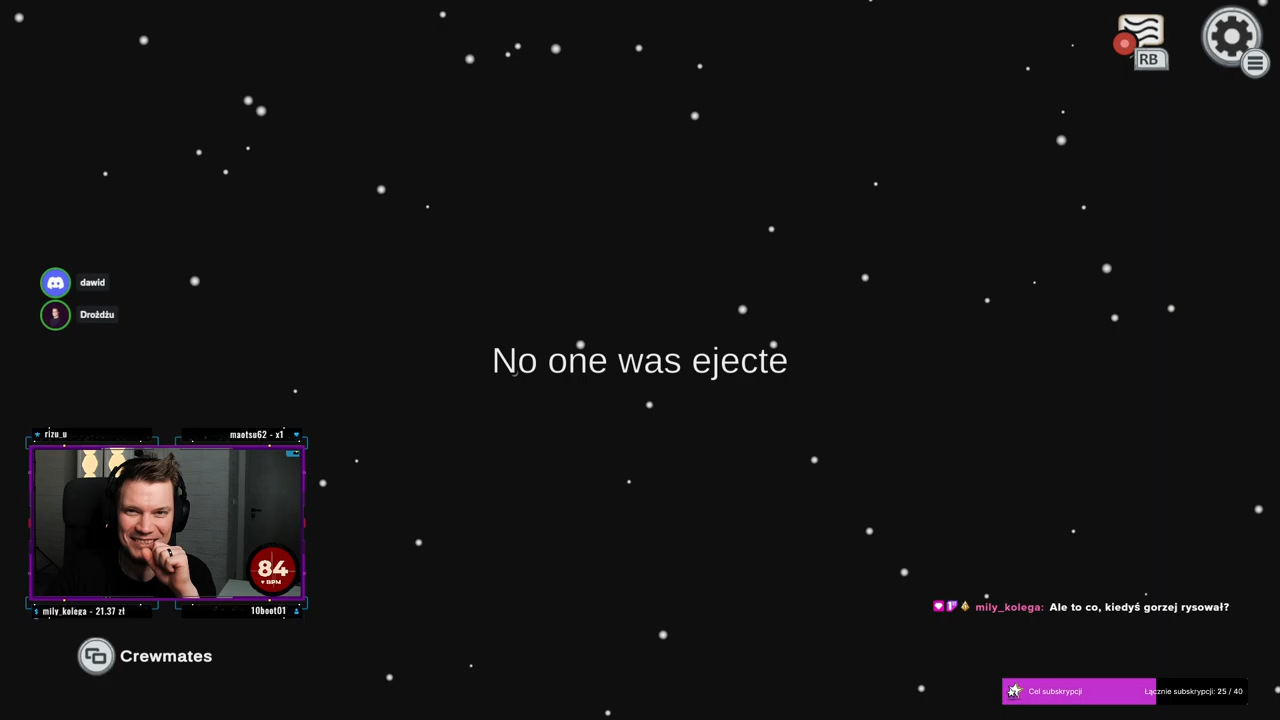 RB
dawid
Drożdżu
No one was ejecte
rizu_u
maotsu62 - x1
84
BPM
mily_kolega - 21.37 zł
10boot01
mily_kolega: Ale to co, kiedyś gorzej rysował?
Crewmates
Cel subskrypcji
Łącznie subskrypcji: 25 / 40